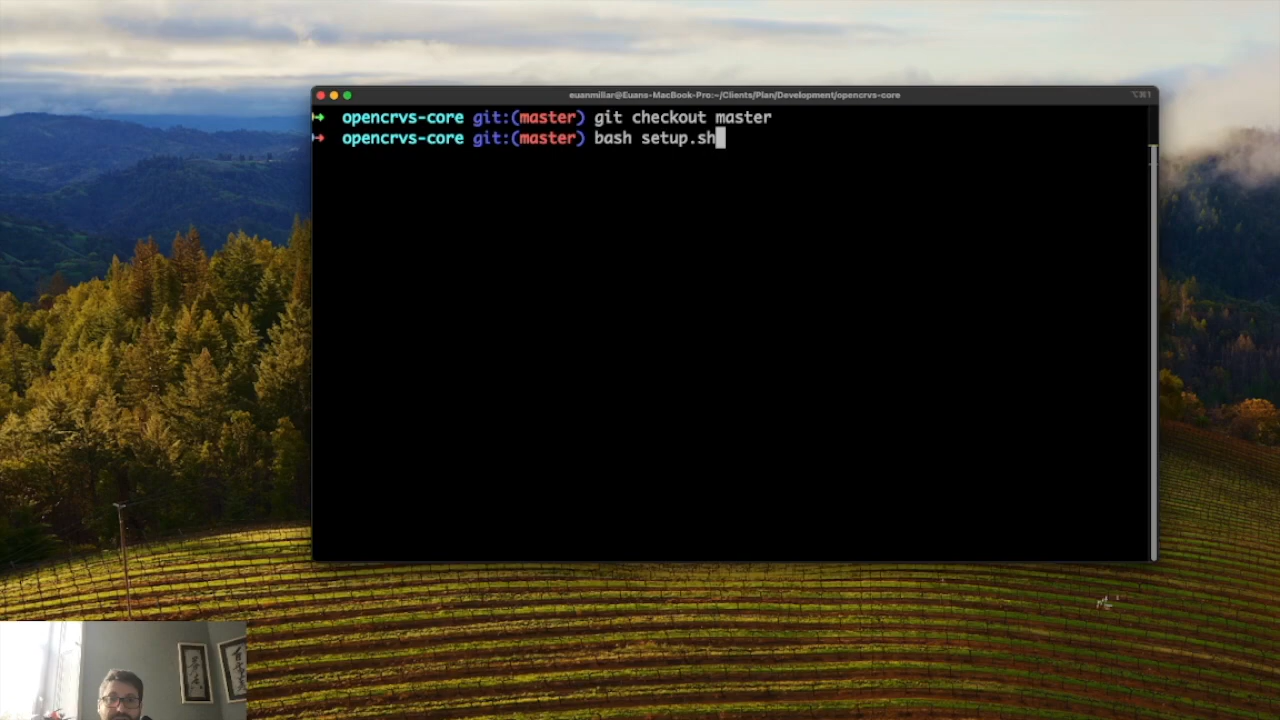 euanmillar@Euans-MacBook-Pro:~/Clients/Plan/Development/opencrvs-core
⌥⌘1
opencrvs-core git:(master) git checkout master
opencrvs-core git:(master) bash setup.sh